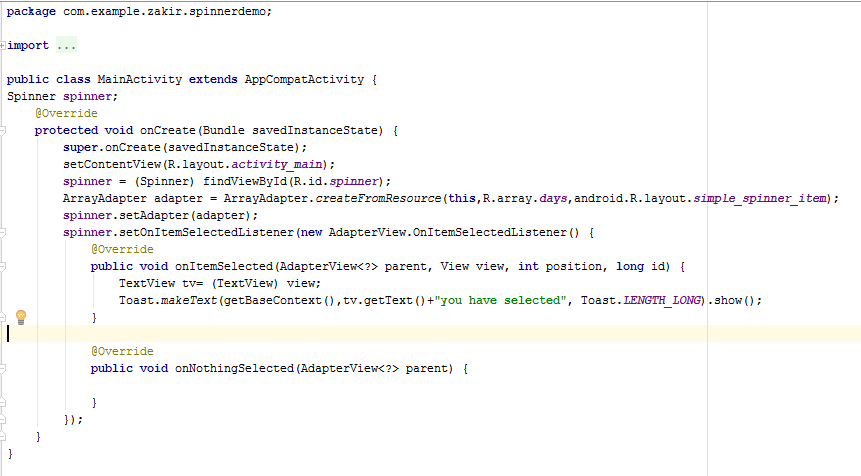 package com.example.zakir.spinnerdemo;
import ...
public class MainActivity extends AppCompatActivity {
Spinner spinner;
@Override
protected void onCreate(Bundle savedInstanceState) {
super.onCreate(savedInstanceState);
setContentView(R.layout.activity_main);
spinner = (Spinner) findViewById(R.id.spinner);
ArrayAdapter adapter = ArrayAdapter.createFromResource(this,R.array.days,android.R.layout.simple_spinner_item);
spinner.setAdapter(adapter);
spinner.setOnItemSelectedListener(new AdapterView.OnItemSelectedListener() {
@Override
public void onItemSelected(AdapterView<?> parent, View view, int position, long id) {
TextView tv= (TextView) view;
Toast.makeText(getBaseContext(),tv.getText()+"you have selected", Toast.LENGTH_LONG).show();
}
@Override
public void onNothingSelected(AdapterView<?> parent) {
}
});
}
}